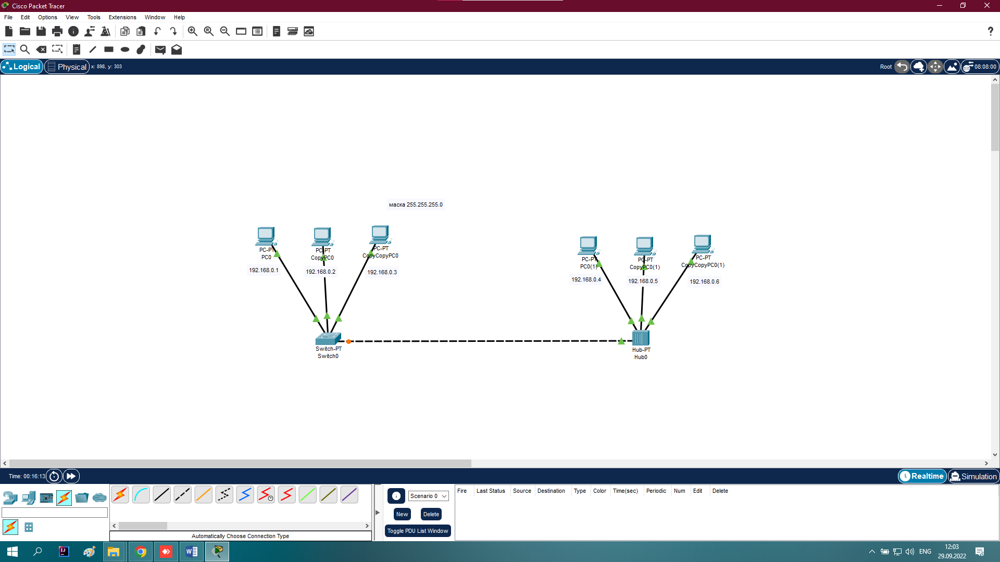 Cisco Packet Tracer
File Edit Options View Tools Extensions Window Help
Logical Physical x: 898, y: 303 Root 08:08:00
маска 255.255.255.0
PC-PT
PC0
192.168.0.1
PC-PT
CopyPC0
192.168.0.2
PC-PT
CopyCopyPC0
192.168.0.3
PC-PT
PC0(1)
192.168.0.4
PC-PT
CopyPC0(1)
192.168.0.5
PC-PT
CopyCopyPC0(1)
192.168.0.6
Switch-PT
Switch0
Hub-PT
Hub0
Time: 00:16:13 Realtime Simulation
Automatically Choose Connection Type
Scenario 0
New Delete
Toggle PDU List Window
Fire Last Status Source Destination Type Color Time(sec) Periodic Num Edit Delete
ENG
12:03
29.09.2022